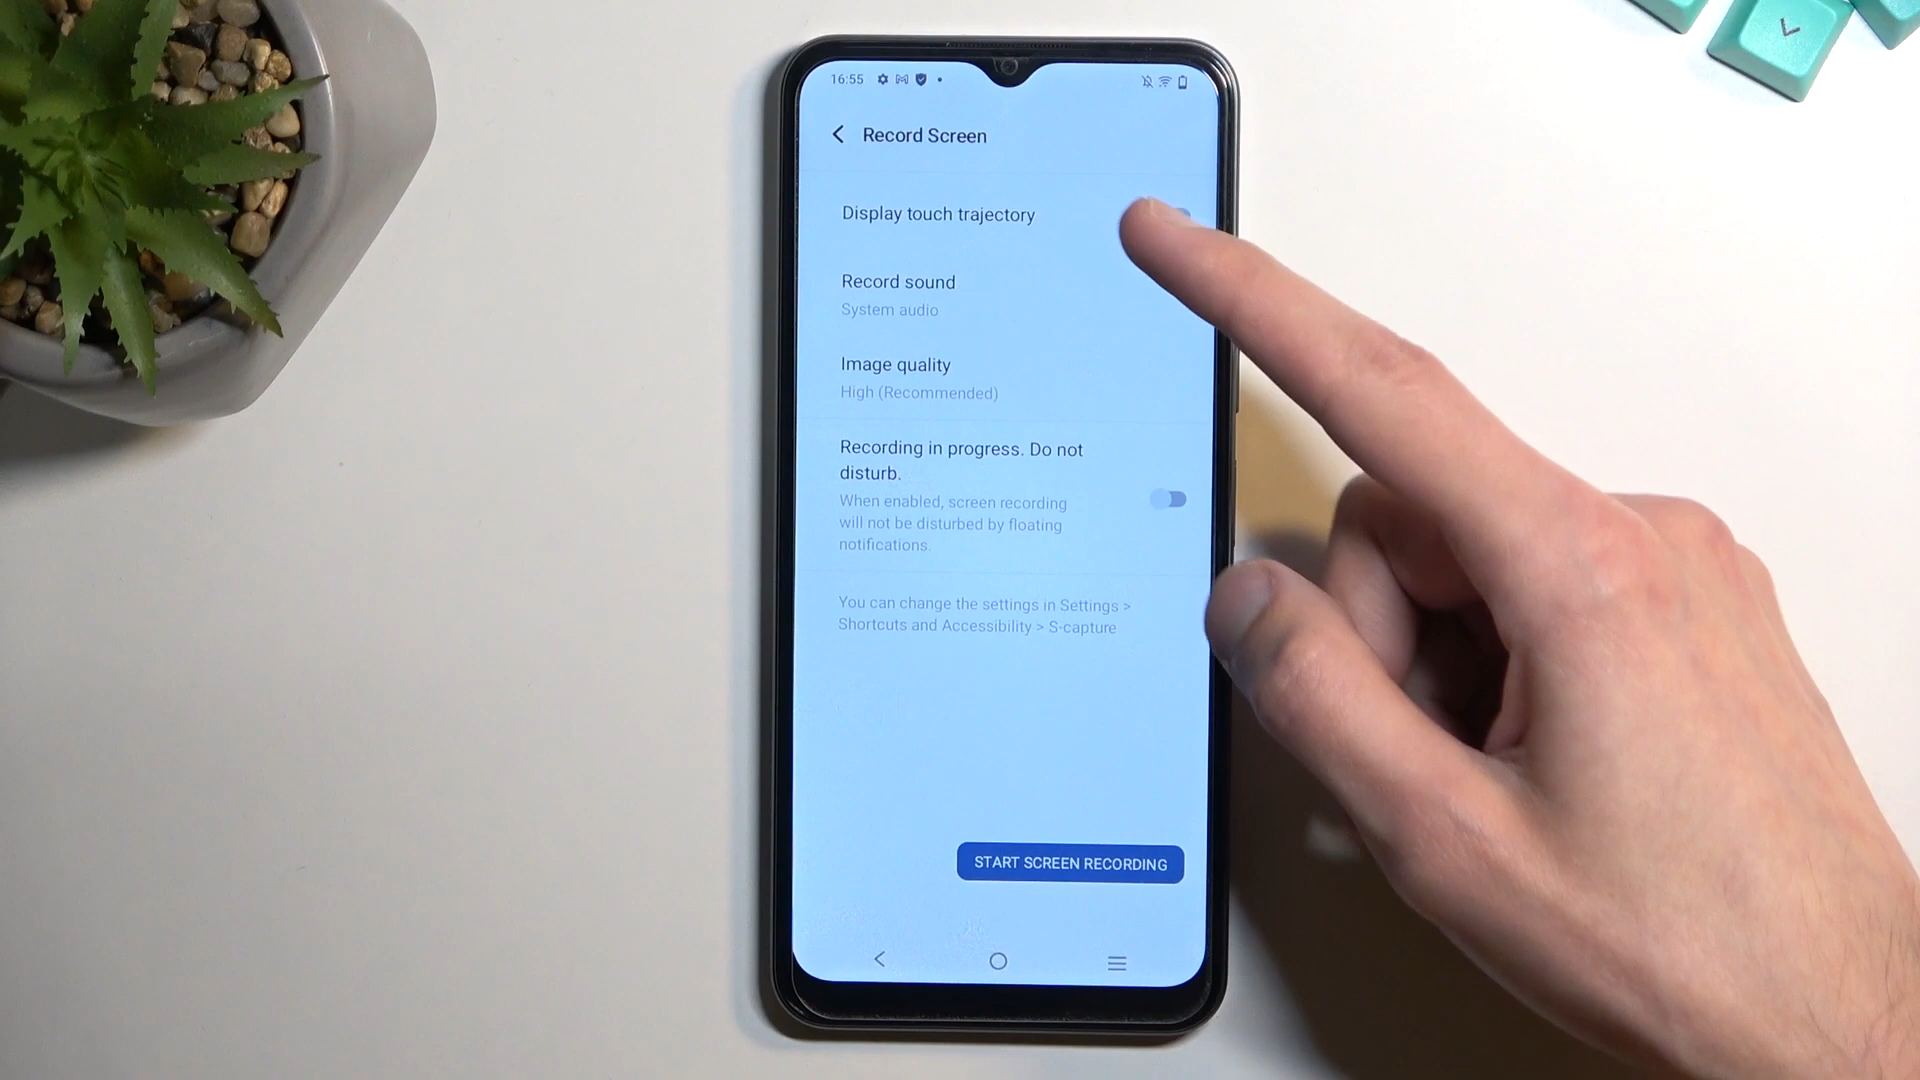 16:55
Record Screen
Display touch trajectory
Record sound
System audio
Image quality
High (Recommended)
Recording in progress. Do not
disturb.
When enabled, screen recording
will not be disturbed by floating
notifications.
You can change the settings in Settings >
Shortcuts and Accessibility > S-capture
START SCREEN RECORDING